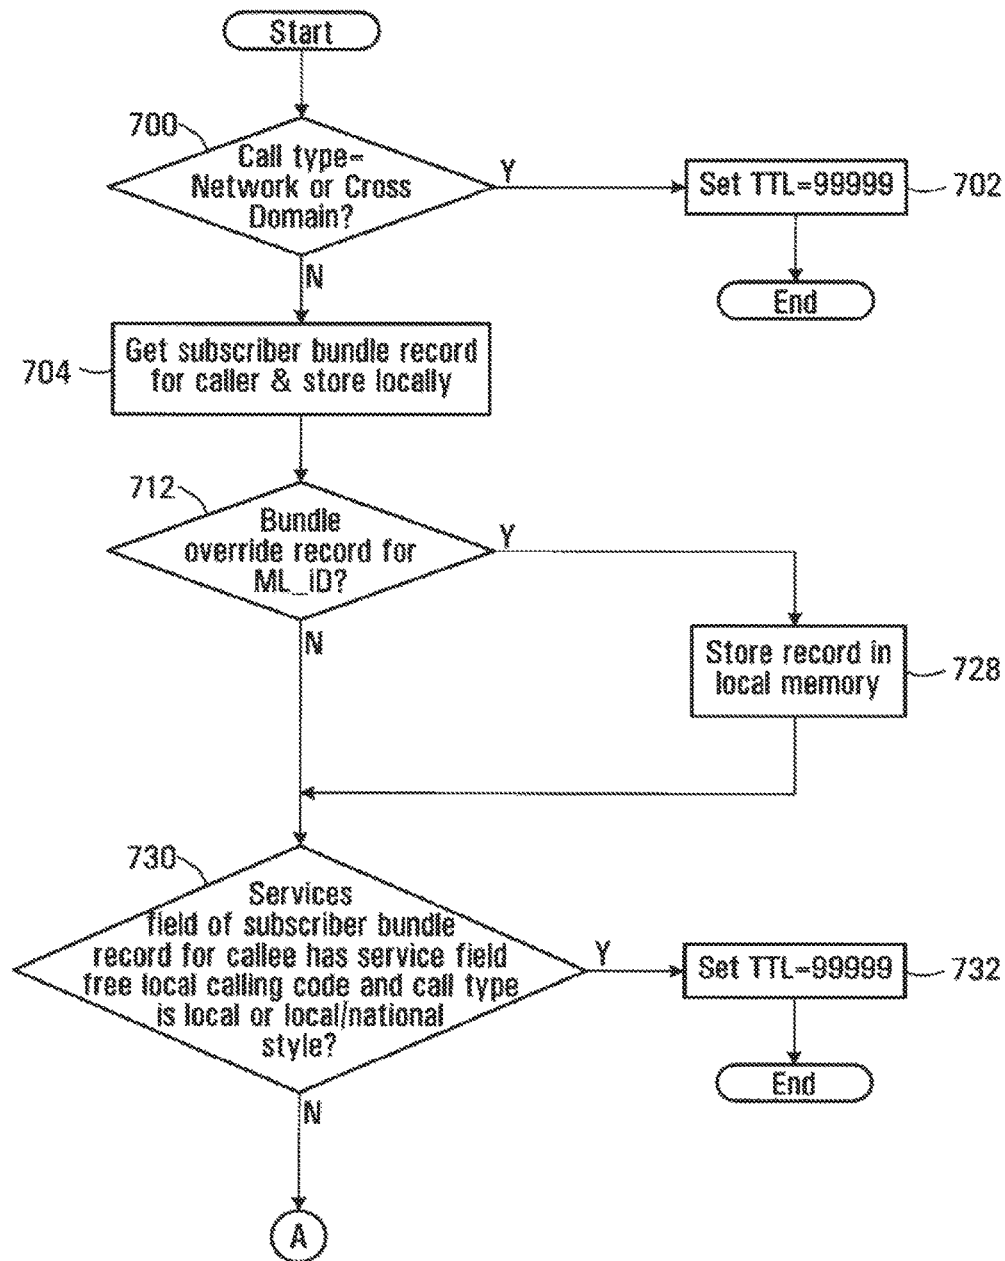 Start
700
Call type-
Network or Cross
Domain?
Y
Set TTL=99999
702
End
N
704
Get subscriber bundle record
for caller & store locally
712
Bundle
override record for
ML_iD?
Y
N
Store record in
local memory
728
730
Services
field of subscriber bundle
record for callee has service field
free local calling code and call type
is local or local/national
style?
Y
Set TTL=99999
732
End
N
A